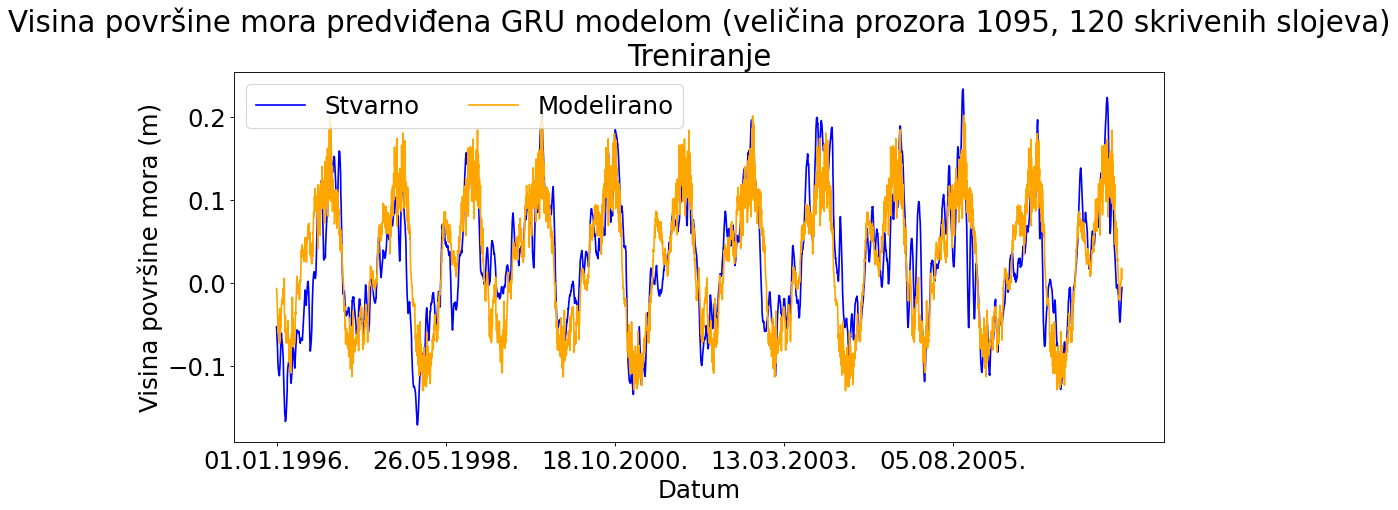 Visina površine mora predviđena GRU modelom (veličina prozora 1095, 120 skrivenih slojeva)
Treniranje
Stvarno Modelirano
Visina površine mora (m)
0.2
0.1
0.0
−0.1
01.01.1996. 26.05.1998. 18.10.2000. 13.03.2003. 05.08.2005.
Datum